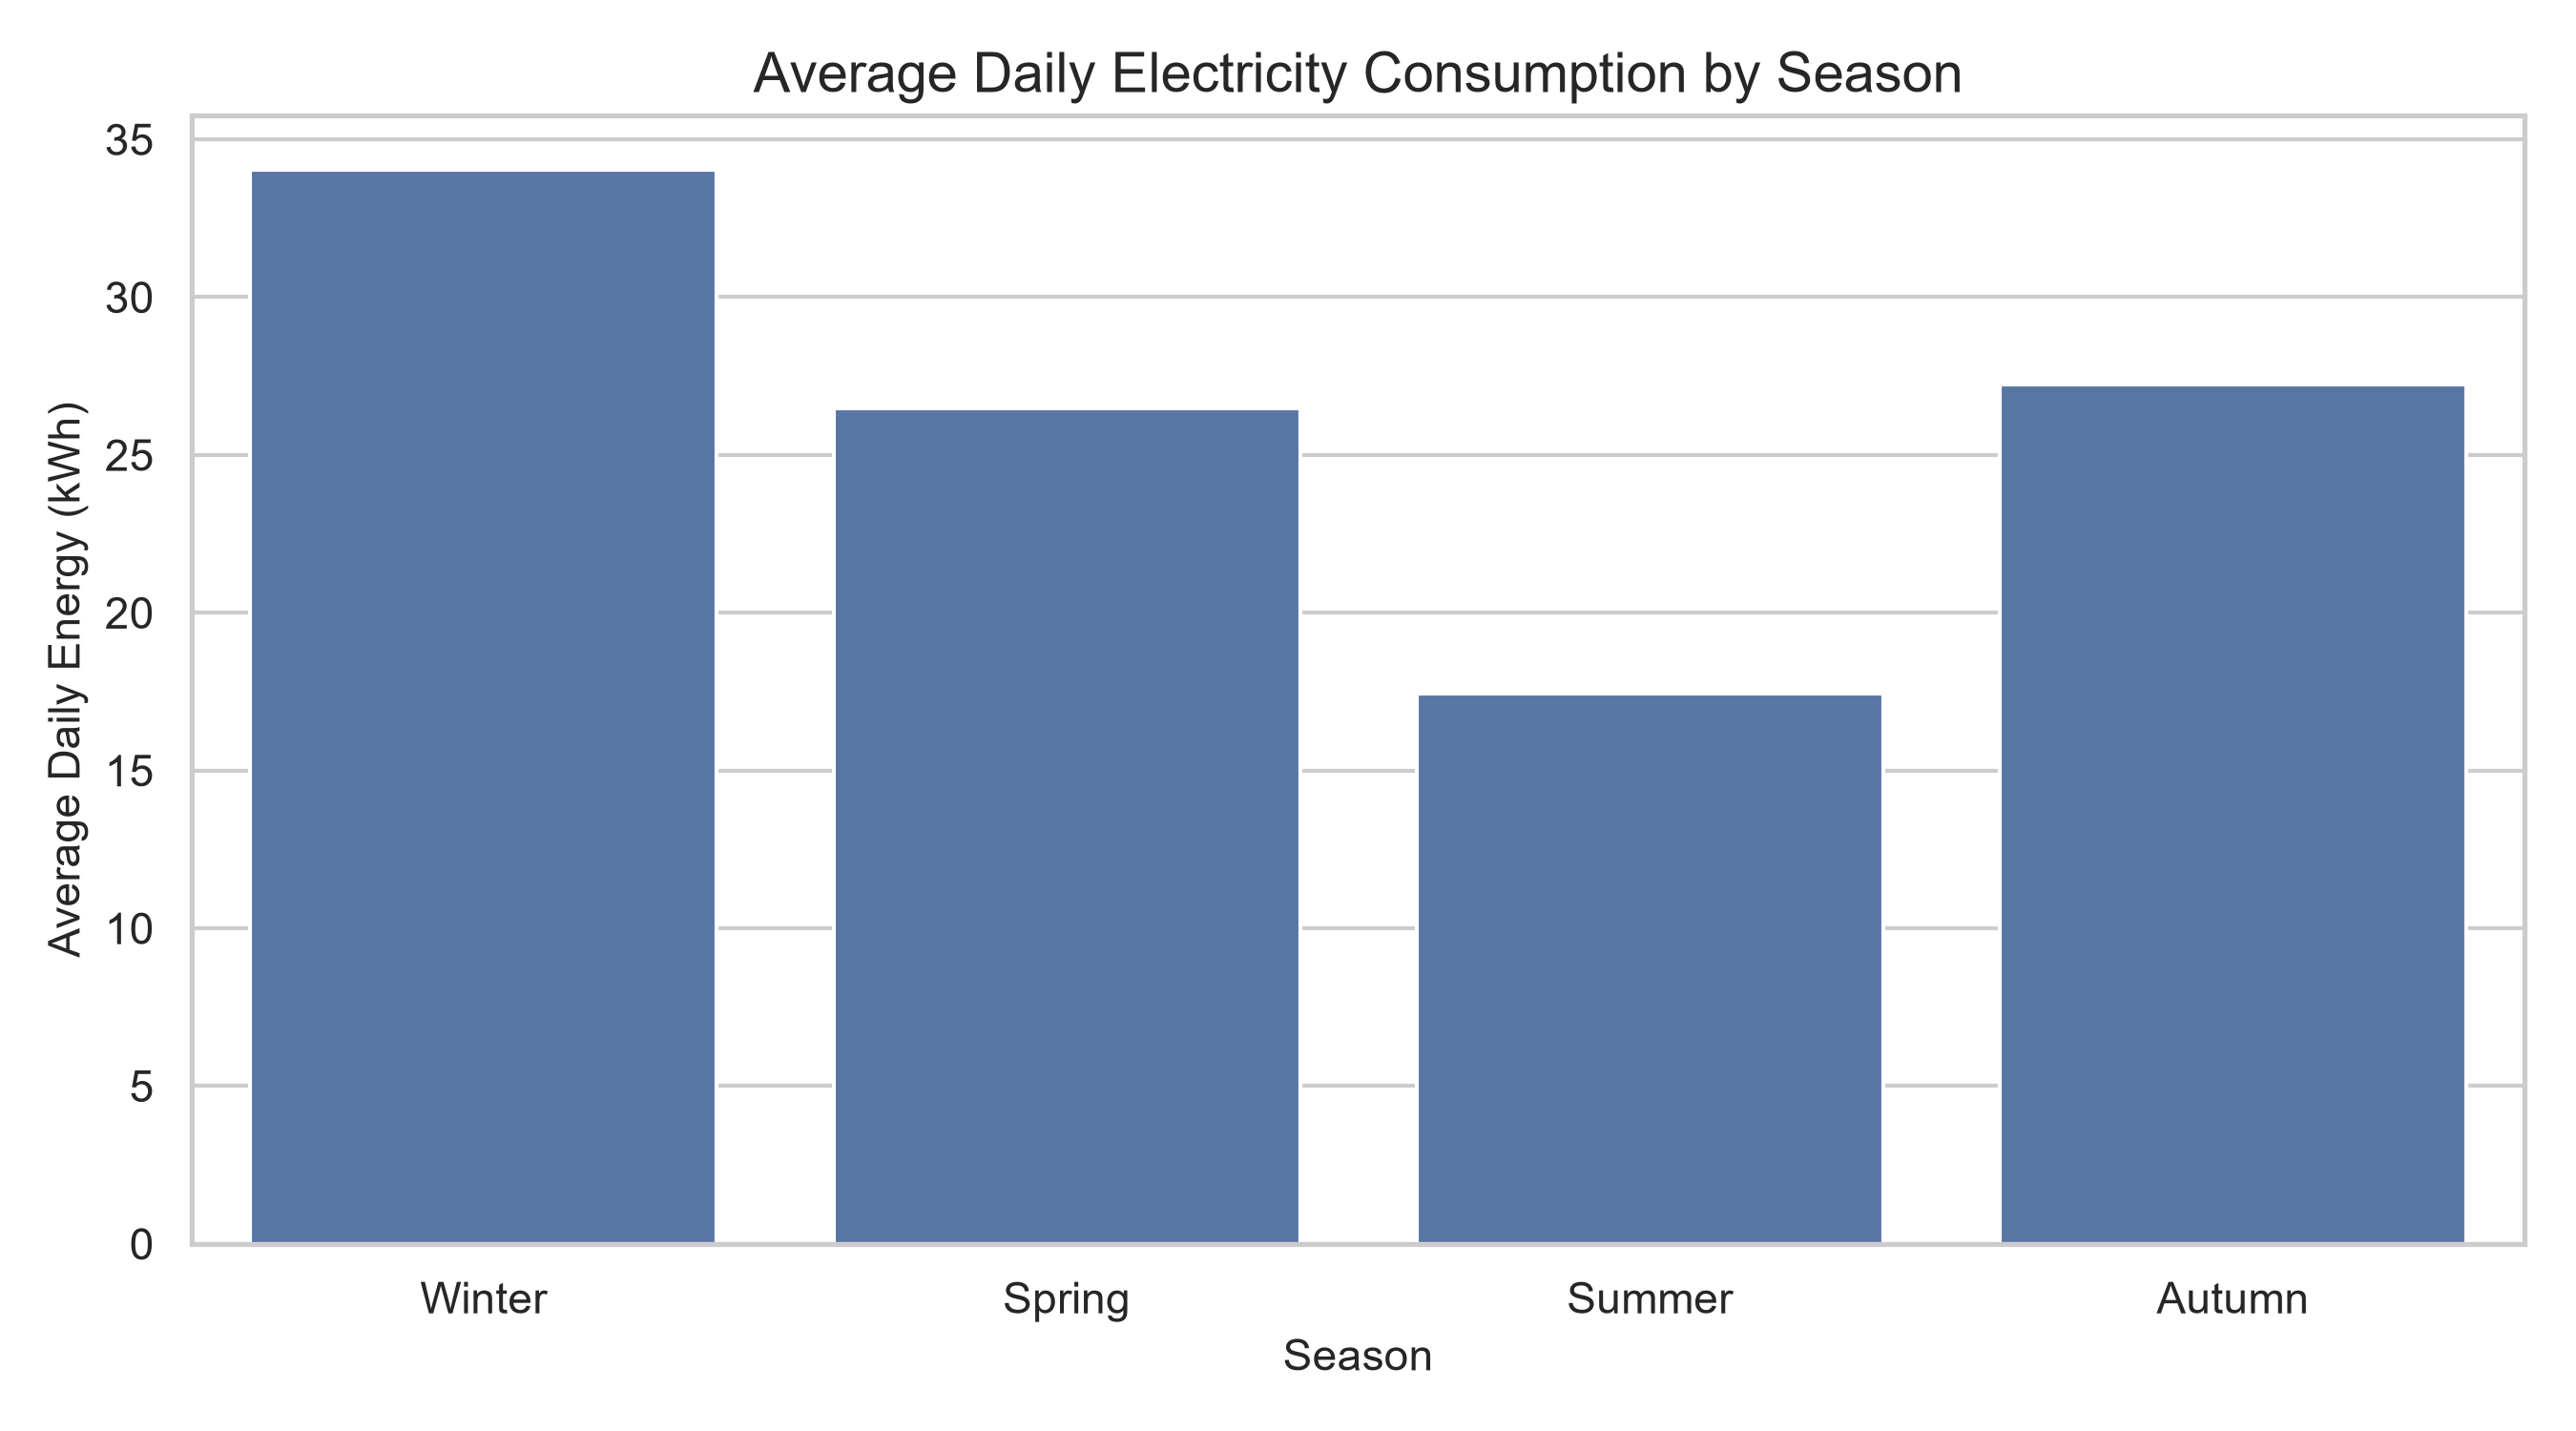 Average Daily Electricity Consumption by Season
Average Daily Energy (kWh)
35
30
25
20
15
10
5
0
Winter Spring Summer Autumn
Season